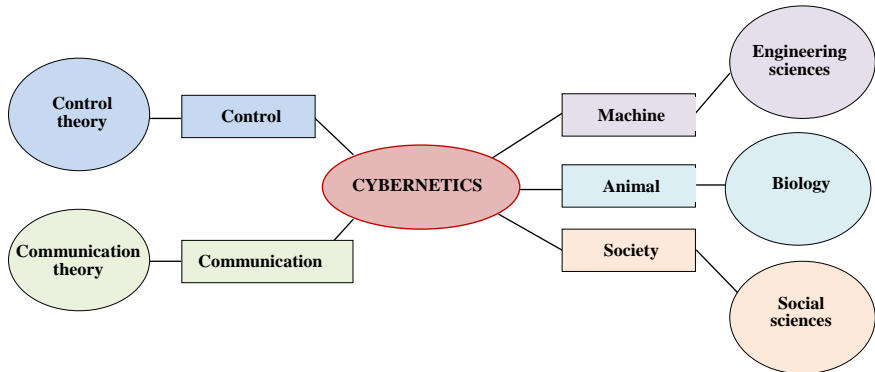 Control
theory
Control
Communication
theory
Communication
CYBERNETICS
Machine
Animal
Society
Engineering
sciences
Biology
Social
sciences